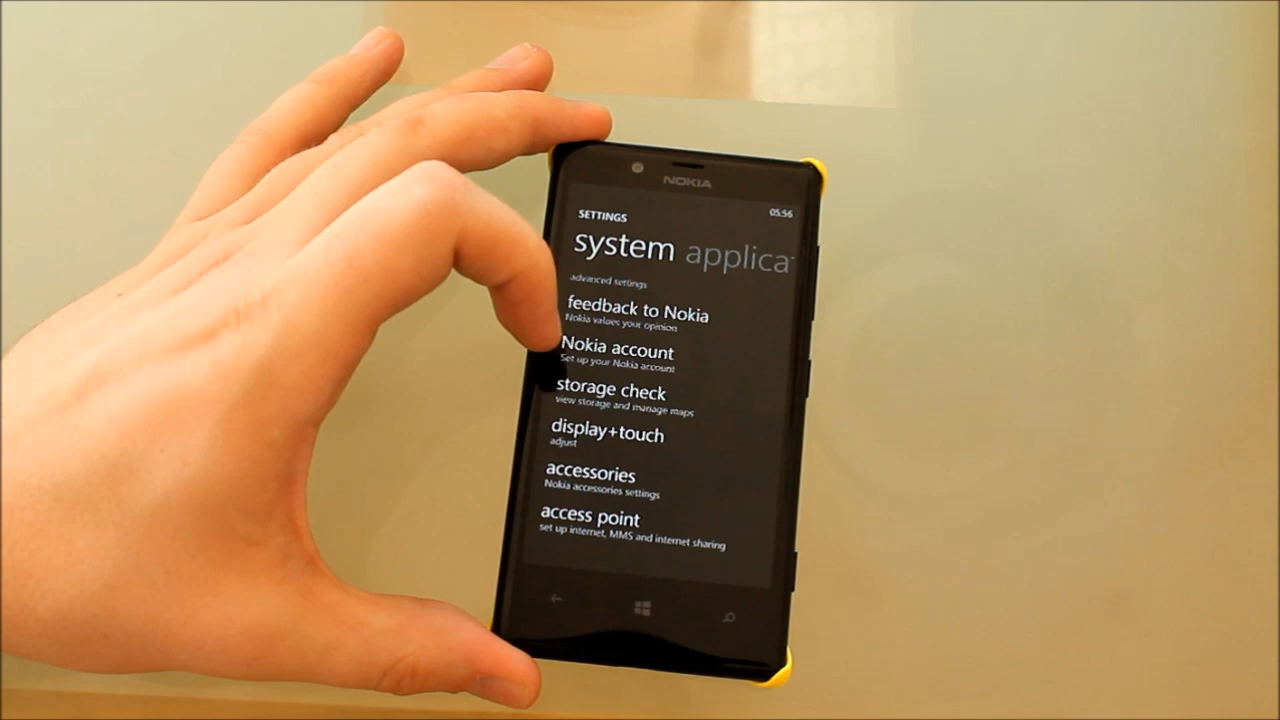 NOKIA
05:56
SETTINGS
system applica
advanced settings
feedback to Nokia
Nokia values your opinion
Nokia account
Set up your Nokia account
storage check
view storage and manage maps
display+touch
adjust
accessories
Nokia accessories settings
access point
set up internet, MMS and internet sharing